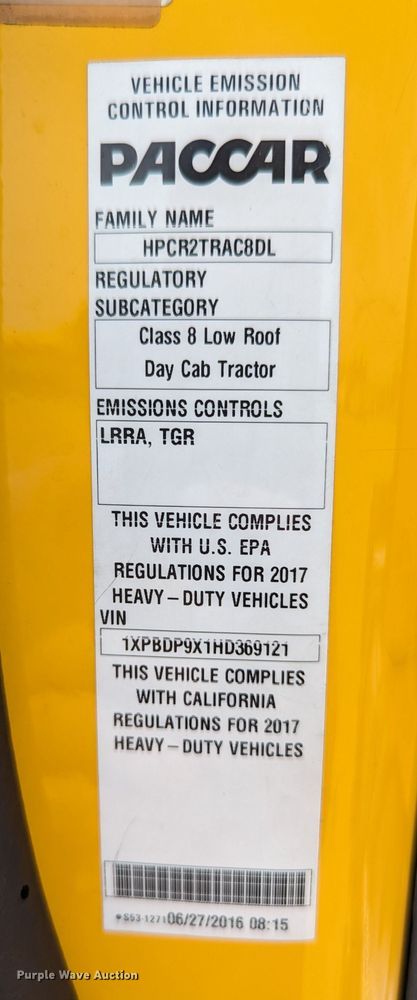 VEHICLE EMISSION
CONTROL INFORMATION
PACCAR
FAMILY NAME
HPCR2TRAC8DL
REGULATORY
SUBCATEGORY
Class 8 Low Roof
Day Cab Tractor
EMISSIONS CONTROLS
LRRA, TGR
THIS VEHICLE COMPLIES
WITH U.S. EPA
REGULATIONS FOR 2017
HEAVY – DUTY VEHICLES
VIN
1XPBDP9X1HD369121
THIS VEHICLE COMPLIES
WITH CALIFORNIA
REGULATIONS FOR 2017
HEAVY – DUTY VEHICLES
S53-1271 06/27/2016 08:15
Purple Wave Auction